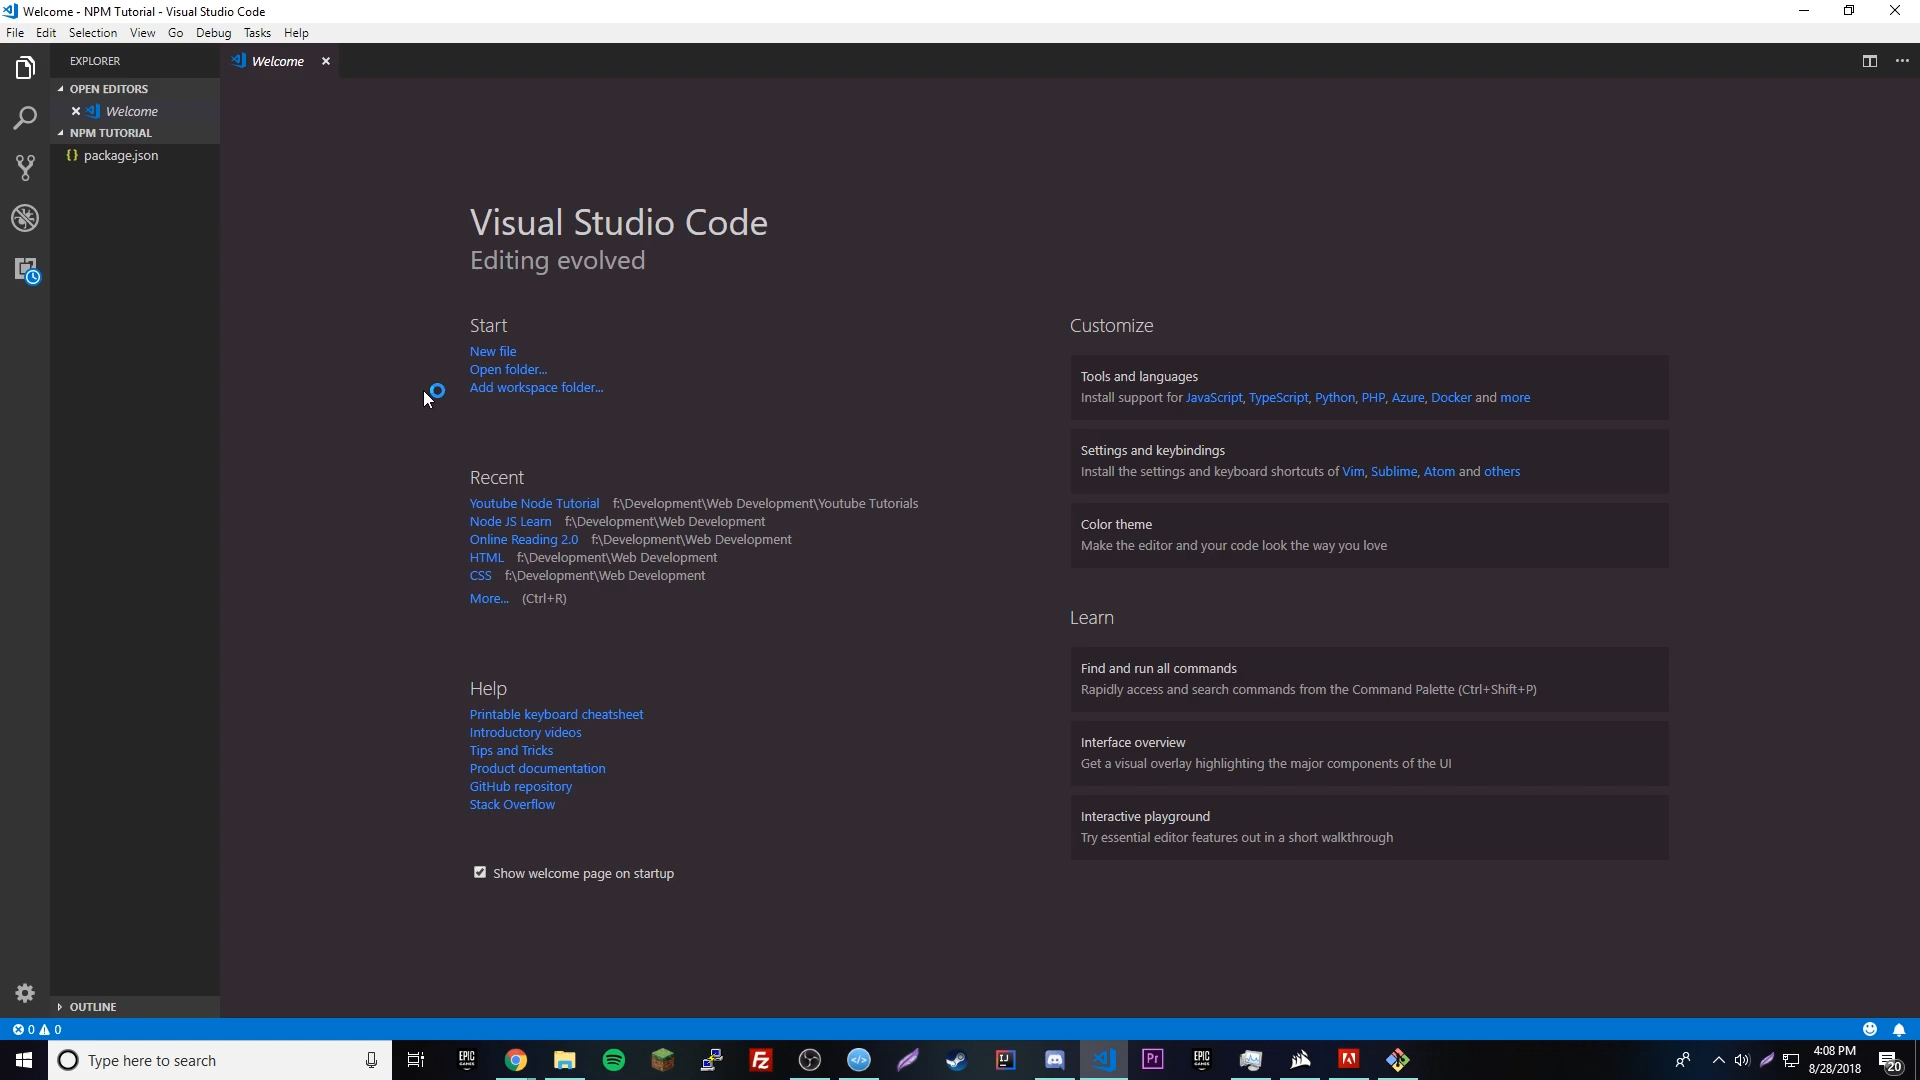 Welcome - NPM Tutorial - Visual Studio Code
File Edit Selection View Go Debug Tasks Help
EXPLORER
Welcome
OPEN EDITORS
Welcome
NPM TUTORIAL
{} package.json
Visual Studio Code
Editing evolved
Start
New file
Open folder...
Add workspace folder...
Recent
Youtube Node Tutorial f:\Development\Web Development\Youtube Tutorials
Node JS Learn f:\Development\Web Development
Online Reading 2.0 f:\Development\Web Development
HTML f:\Development\Web Development
CSS f:\Development\Web Development
More... (Ctrl+R)
Help
Printable keyboard cheatsheet
Introductory videos
Tips and Tricks
Product documentation
GitHub repository
Stack Overflow
Show welcome page on startup
Customize
Tools and languages
Install support for JavaScript, TypeScript, Python, PHP, Azure, Docker and more
Settings and keybindings
Install the settings and keyboard shortcuts of Vim, Sublime, Atom and others
Color theme
Make the editor and your code look the way you love
Learn
Find and run all commands
Rapidly access and search commands from the Command Palette (Ctrl+Shift+P)
Interface overview
Get a visual overlay highlighting the major components of the UI
Interactive playground
Try essential editor features out in a short walkthrough
OUTLINE
0 0
Type here to search
EPIC GAMES
FZ
IJ
Pr
EPIC GAMES
4:08 PM
8/28/2018
20